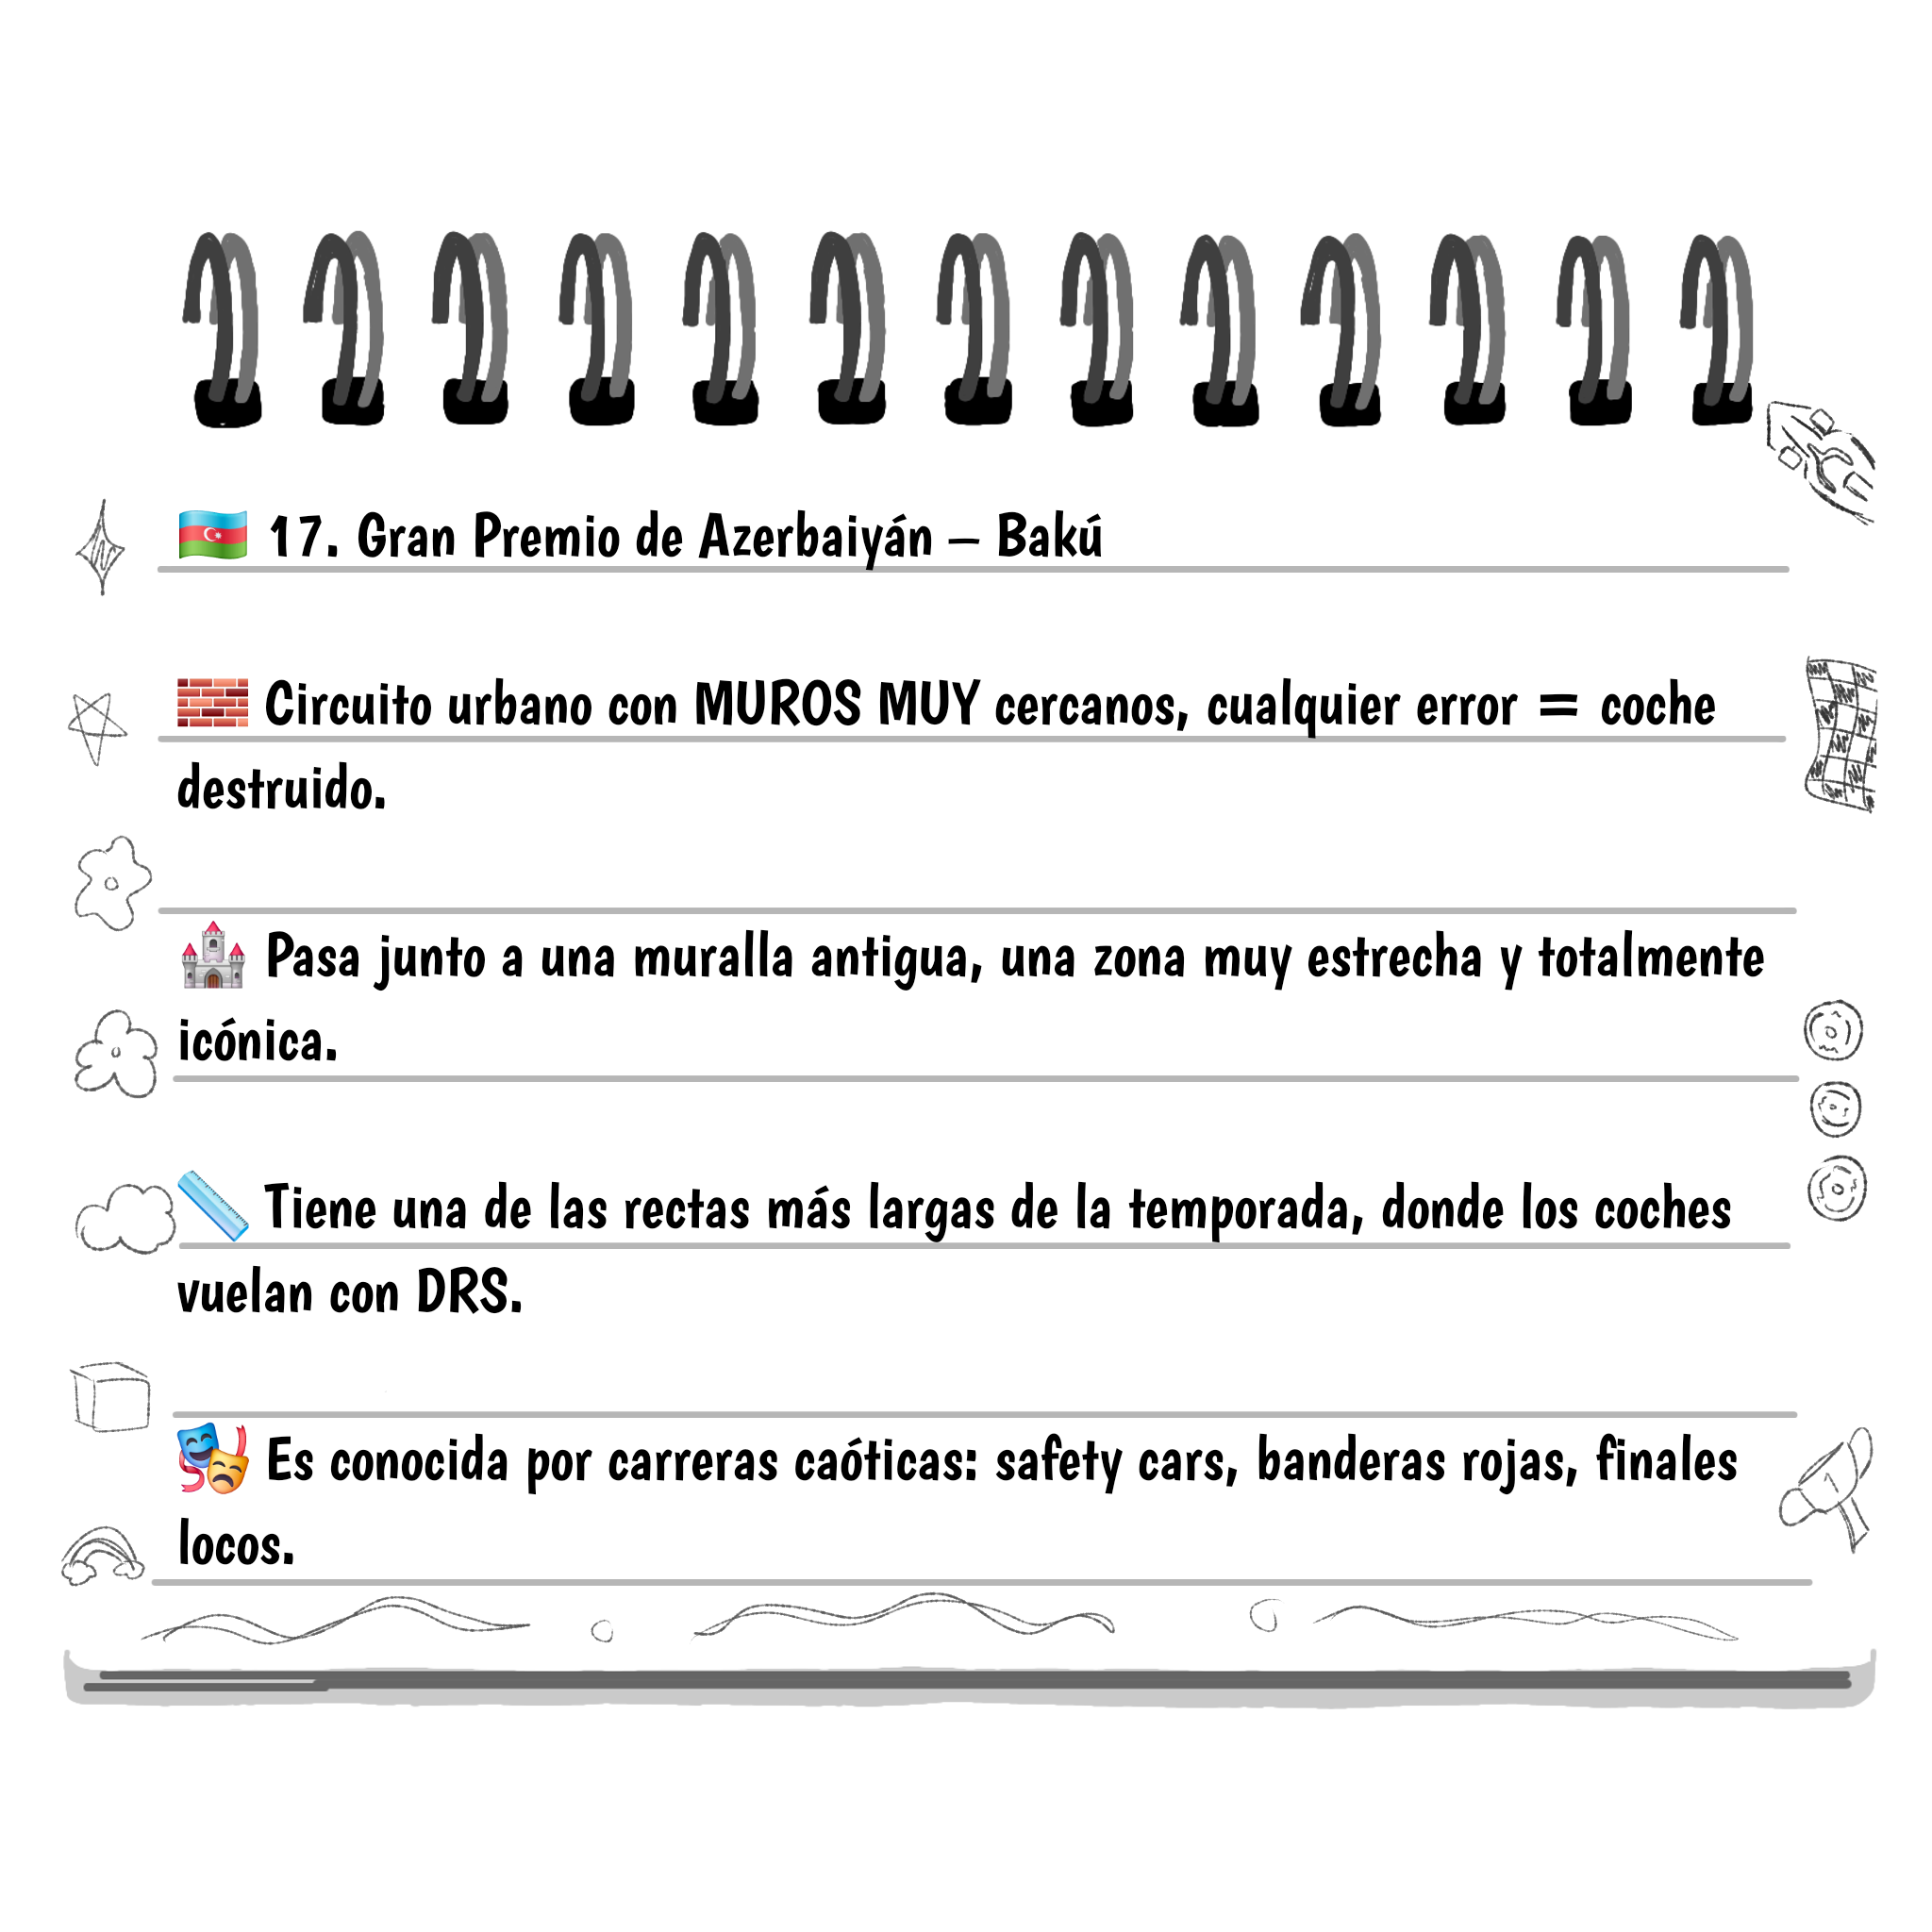 🇦🇿 17. Gran Premio de Azerbaiyán – Bakú
🧱 Circuito urbano con MUROS MUY cercanos, cualquier error = coche
destruido.
🏰 Pasa junto a una muralla antigua, una zona muy estrecha y totalmente
icónica.
📏 Tiene una de las rectas más largas de la temporada, donde los coches
vuelan con DRS.
🎭 Es conocida por carreras caóticas: safety cars, banderas rojas, finales
locos.
1